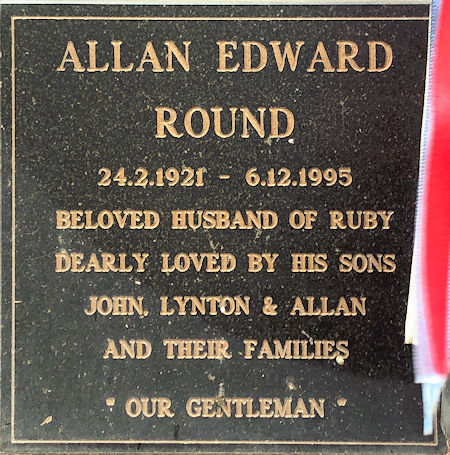 ALLAN EDWARD
ROUND
24.2.1921 - 6.12.1995
BELOVED HUSBAND OF RUBY
DEARLY LOVED BY HIS SONS
JOHN, LYNTON & ALLAN
AND THEIR FAMILIES
" OUR GENTLEMAN "